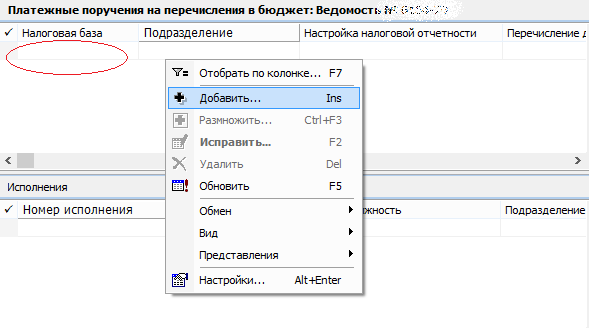 Платежные поручения на перечисления в бюджет: Ведомость №
Налоговая база Подразделение Настройка налоговой отчетности Перечисление д
Отобрать по колонке... F7
Добавить... Ins
Размножить... Ctrl+F3
Исправить... F2
Удалить Del
Обновить F5
Обмен
Вид
Представления
Настройки... Alt+Enter
Исполнения
Номер исполнения жность Подразделение